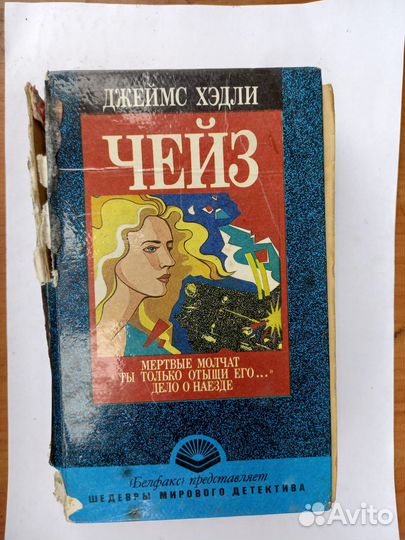 ДЖЕЙМС ХЭДЛИ
ЧЕЙЗ
МЕРТВЫЕ МОЛЧАТ
"ТЫ ТОЛЬКО ОТЫЩИ ЕГО..."
ДЕЛО О НАЕЗДЕ
‹Белфакс› представляет
ШЕДЕВРЫ МИРОВОГО ДЕТЕКТИВА
Avito